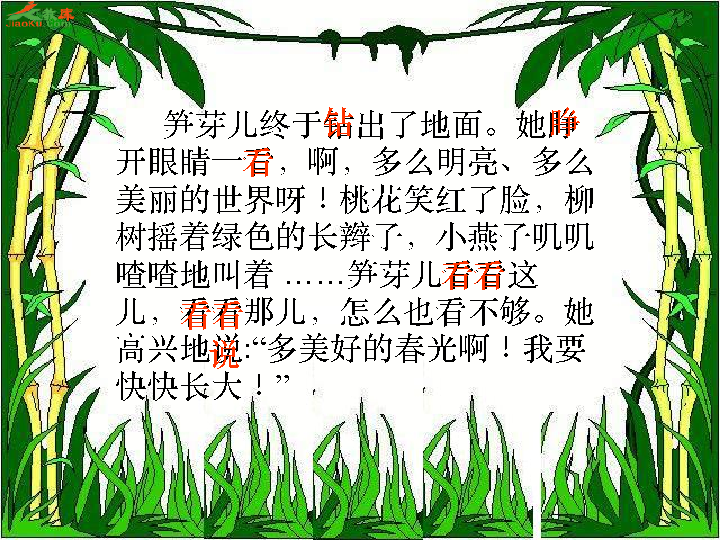 笋芽儿终于钻出了地面。她睁
开眼睛一看，啊，多么明亮、多么
美丽的世界呀！桃花笑红了脸，柳
树摇着绿色的长辫子，小燕子叽叽
喳喳地叫着 ……笋芽儿看看这
儿，看看那儿，怎么也看不够。她
高兴地说:“多美好的春光啊！我要
快快长大！”